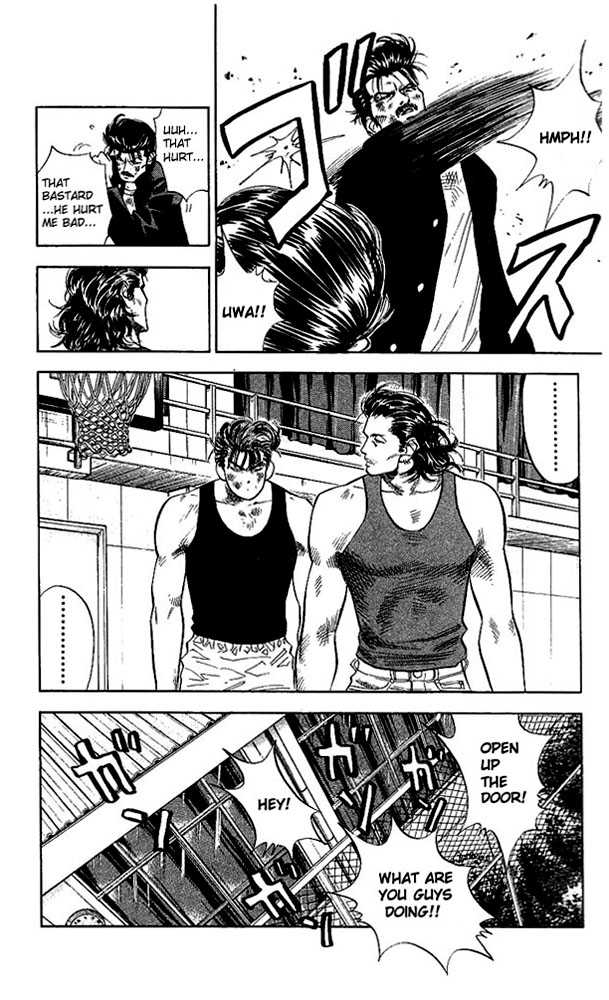 HMPH!!
ブ
ス
UWA!!
UUH...
THAT
HURT...
THAT
BASTARD
...HE HURT
ME BAD...
.........
.........
OPEN
UP
THE
DOOR!
ガ
ガ
ガ
HEY!
ガ
WHAT ARE
YOU GUYS
DOING!!